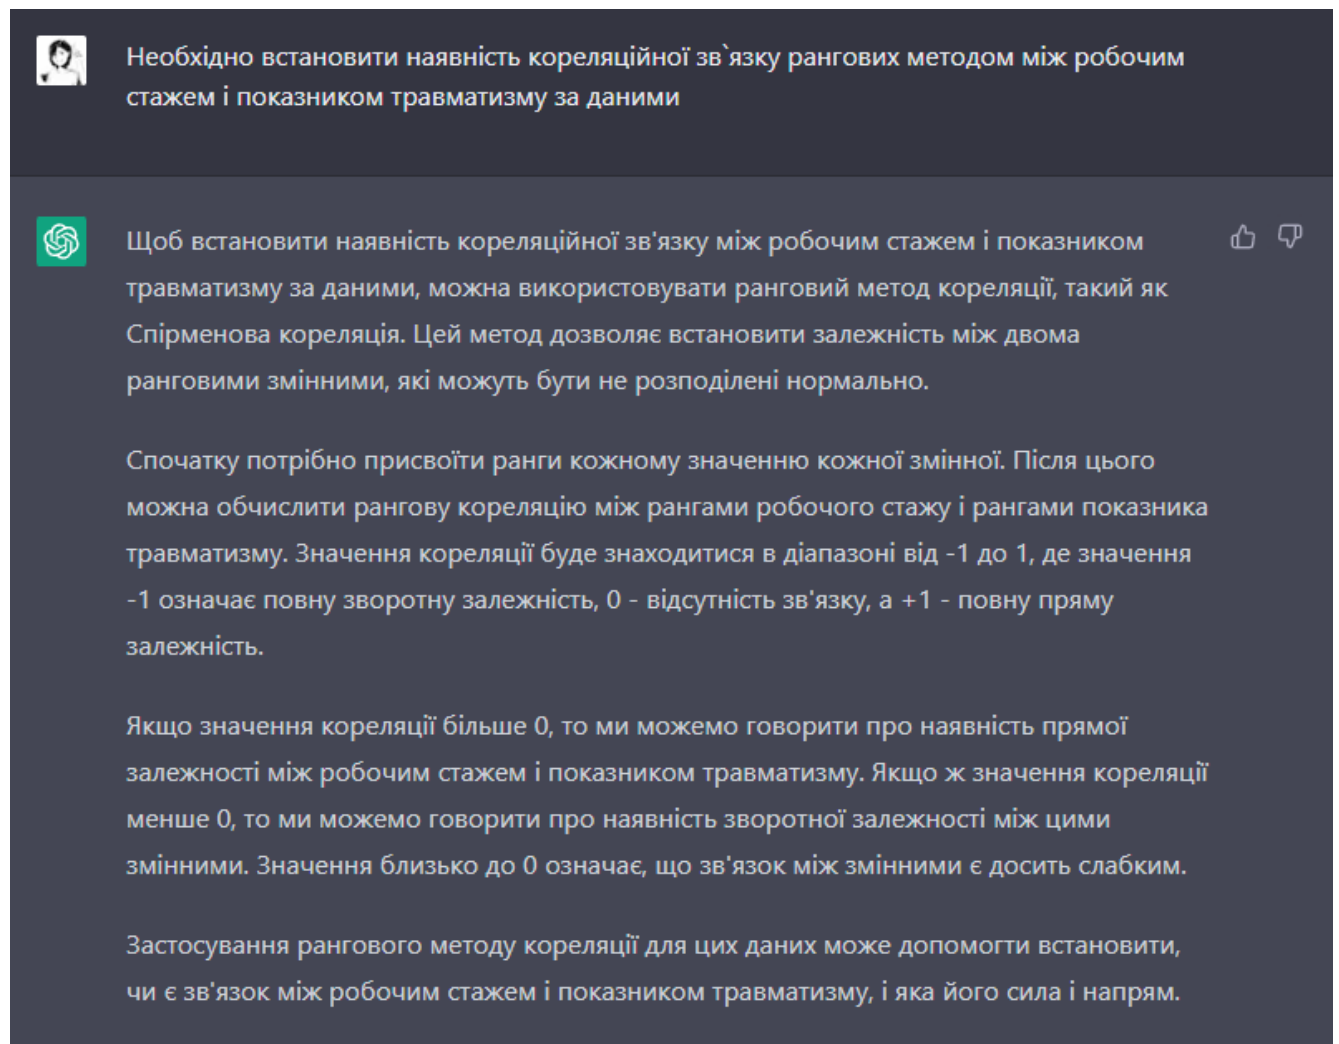 Необхідно встановити наявність кореляційної зв`язку рангових методом між робочим
стажем і показником травматизму за даними
Щоб встановити наявність кореляційної зв'язку між робочим стажем і показником
травматизму за даними, можна використовувати ранговий метод кореляції, такий як
Спірменова кореляція. Цей метод дозволяє встановити залежність між двома
ранговими змінними, які можуть бути не розподілені нормально.
Спочатку потрібно присвоїти ранги кожному значенню кожної змінної. Після цього
можна обчислити рангову кореляцію між рангами робочого стажу і рангами показника
травматизму. Значення кореляції буде знаходитися в діапазоні від -1 до 1, де значення
-1 означає повну зворотну залежність, 0 - відсутність зв'язку, а +1 - повну пряму
залежність.
Якщо значення кореляції більше 0, то ми можемо говорити про наявність прямої
залежності між робочим стажем і показником травматизму. Якщо ж значення кореляції
менше 0, то ми можемо говорити про наявність зворотної залежності між цими
змінними. Значення близько до 0 означає, що зв'язок між змінними є досить слабким.
Застосування рангового методу кореляції для цих даних може допомогти встановити,
чи є зв'язок між робочим стажем і показником травматизму, і яка його сила і напрям.